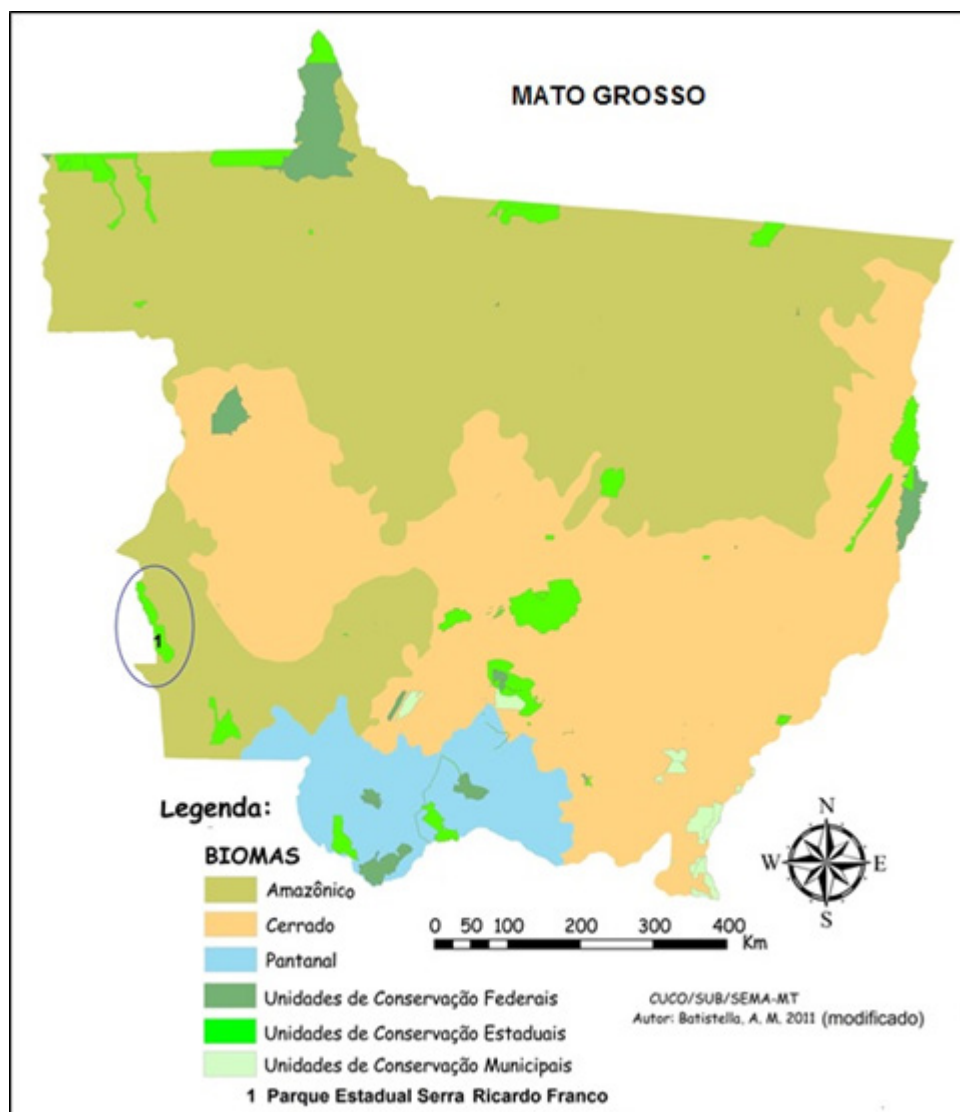 MATO GROSSO
1
Legenda:
BIOMAS
Amazônico
Cerrado
Pantanal
Unidades de Conservação Federais
Unidades de Conservação Estaduais
Unidades de Conservação Municipais
1 Parque Estadual Serra Ricardo Franco
0 50 100 200 300 400
Km
N
W E
S
CUCO/SUB/SEMA-MT
Autor: Batistella, A. M. 2011 (modificado)